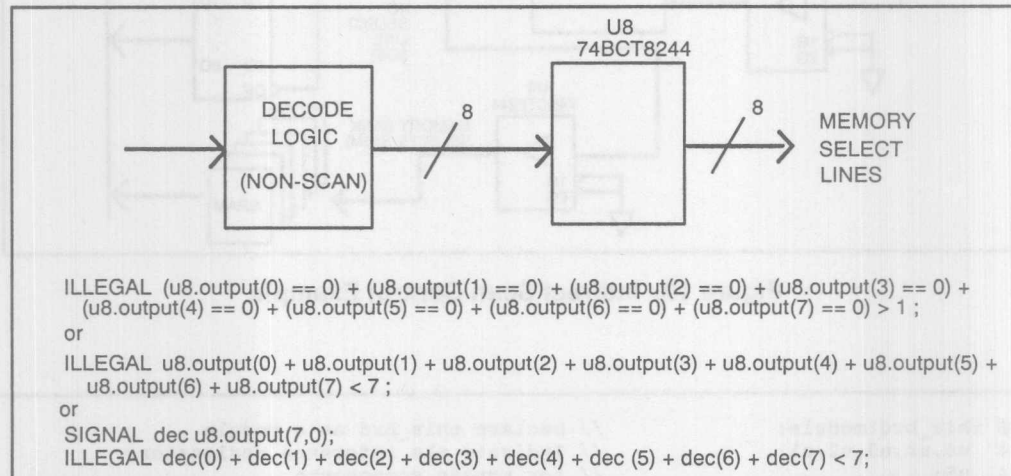 U8
74BCT8244
DECODE
LOGIC
(NON-SCAN)
8
8
MEMORY
SELECT
LINES
ILLEGAL (u8.output(0) == 0) + (u8.output(1) == 0) + (u8.output(2) == 0) + (u8.output(3) == 0) +
(u8.output(4) == 0) + (u8.output(5) == 0) + (u8.output(6) == 0) + (u8.output(7) == 0) > 1 ;
or
ILLEGAL u8.output(0) + u8.output(1) + u8.output(2) + u8.output(3) + u8.output(4) + u8.output(5) +
u8.output(6) + u8.output(7) < 7 ;
or
SIGNAL dec u8.output(7,0);
ILLEGAL dec(0) + dec(1) + dec(2) + dec(3) + dec(4) + dec (5) + dec(6) + dec(7) < 7;